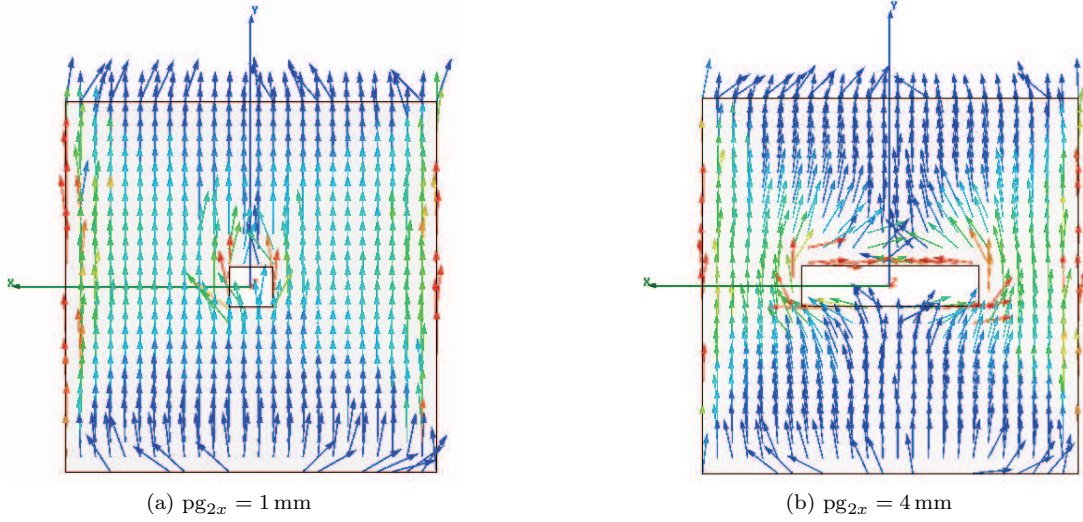 Y Y
X Z X Z
(a) pg₂ₓ = 1 mm (b) pg₂ₓ = 4 mm